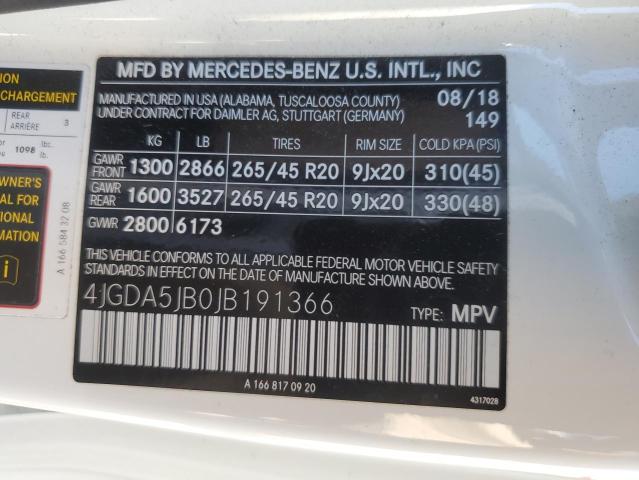 ION
CHARGEMENT
REAR
ARRIÈRE 3
1098 lbs.
lb.
WNER'S
AL FOR
TIONAL
MATION
A 166 584 32 08
MFD BY MERCEDES-BENZ U.S. INTL., INC
MANUFACTURED IN USA (ALABAMA, TUSCALOOSA COUNTY) 08/18
UNDER CONTRACT FOR DAIMLER AG, STUTTGART (GERMANY) 149
KG LB TIRES RIM SIZE COLD KPA (PSI)
GAWR FRONT 1300 2866 265/45 R20 9Jx20 310(45)
GAWR REAR 1600 3527 265/45 R20 9Jx20 330(48)
GVWR 2800 6173
THIS VEHICLE CONFORMS TO ALL APPLICABLE FEDERAL MOTOR VEHICLE SAFETY
STANDARDS IN EFFECT ON THE DATE OF MANUFACTURE SHOWN ABOVE.
4JGDA5JB0JB191366
TYPE: MPV
A 166 817 09 20
4317028